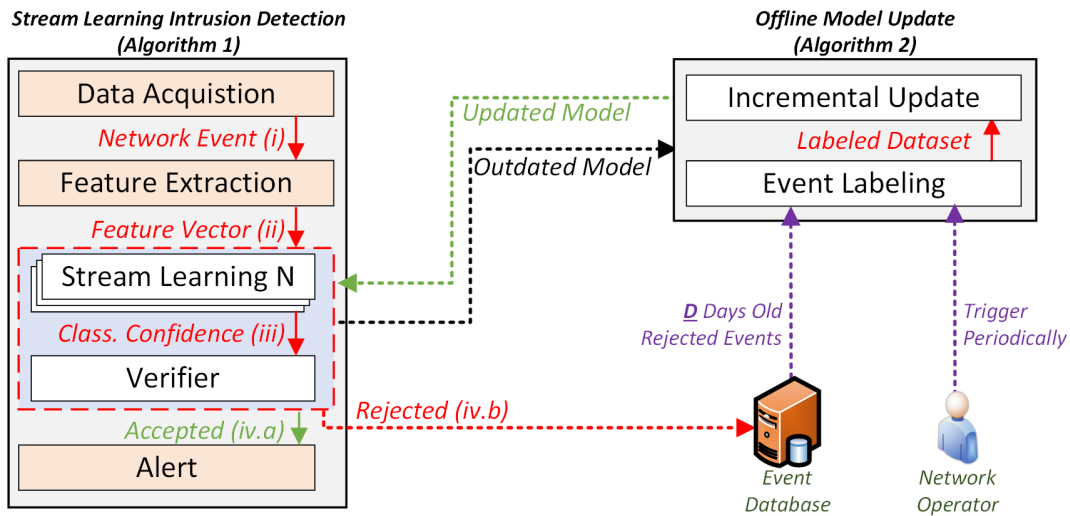 Stream Learning Intrusion Detection
(Algorithm 1)
Data Acquistion
Network Event (i)
Feature Extraction
Feature Vector (ii)
Stream Learning N
Class. Confidence (iii)
Verifier
Accepted (iv.a)
Alert
Updated Model
Outdated Model
Rejected (iv.b)
Offline Model Update
(Algorithm 2)
Incremental Update
Labeled Dataset
Event Labeling
D Days Old
Rejected Events
Trigger
Periodically
Event
Database
Network
Operator